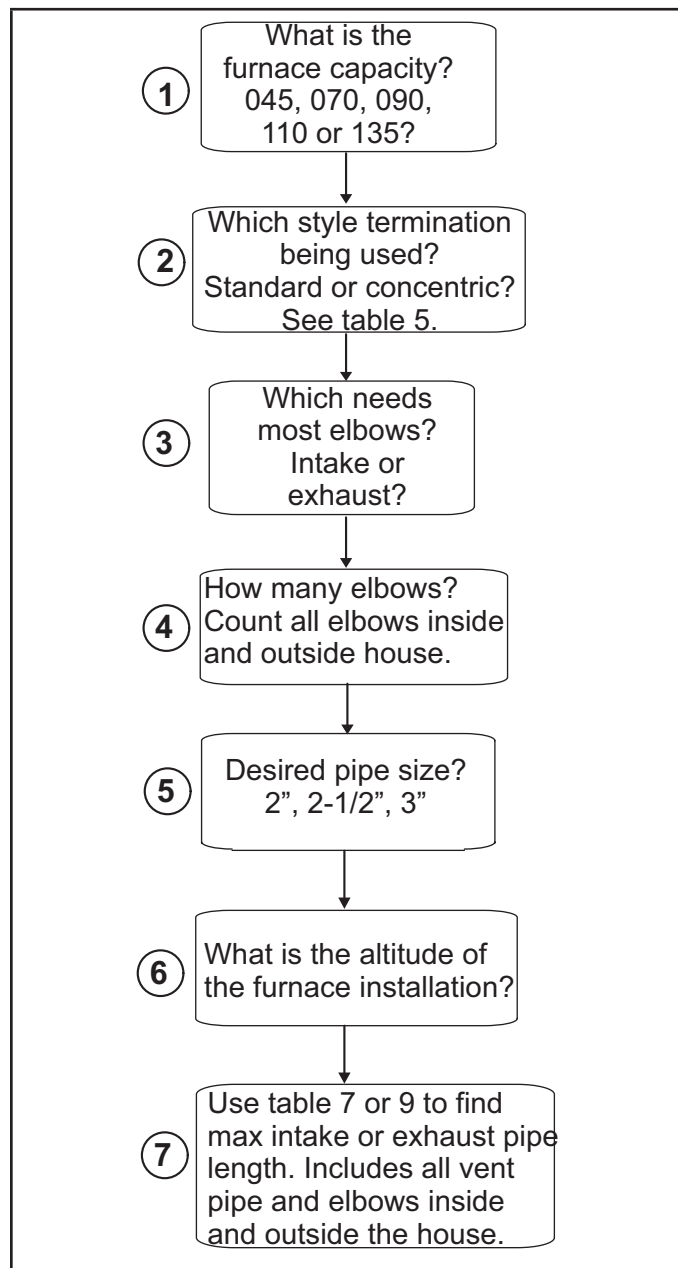 1
What is the
furnace capacity?
045, 070, 090,
110 or 135?
2
Which style termination
being used?
Standard or concentric?
See table 5.
3
Which needs
most elbows?
Intake or
exhaust?
4
How many elbows?
Count all elbows inside
and outside house.
5
Desired pipe size?
2”, 2-1/2”, 3”
6
What is the altitude of
the furnace installation?
7
Use table 7 or 9 to find
max intake or exhaust pipe
length. Includes all vent
pipe and elbows inside
and outside the house.